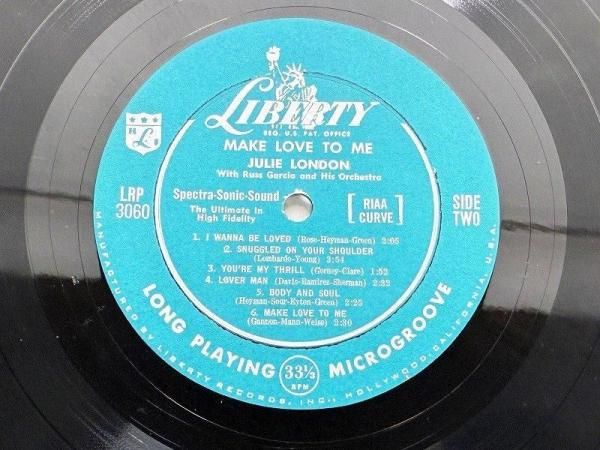 LIBERTY
REG. U.S. PAT. OFFICE
MAKE LOVE TO ME
JULIE LONDON
With Russ Garcia and His Orchestra
H L
LRP
3060
Spectra-Sonic-Sound
The Ultimate In
High Fidelity
[ RIAA
CURVE ]
SIDE
TWO
1. I WANNA BE LOVED (Rose-Heyman-Green) 2:05
2. SNUGGLED ON YOUR SHOULDER
(Lombardo-Young) 3:54
3. YOU'RE MY THRILL (Gorney-Clare) 1:52
4. LOVER MAN (Davis-Ramirez-Sherman) 2:22
5. BODY AND SOUL
(Heyman-Sour-Eyton-Green) 2:25
6. MAKE LOVE TO ME
(Gannon-Mann-Weiss) 2:30
LONG PLAYING 33⅓ RPM MICROGROOVE
MANUFACTURED BY LIBERTY RECORDS, INC., HOLLYWOOD, CALIFORNIA, U.S.A.